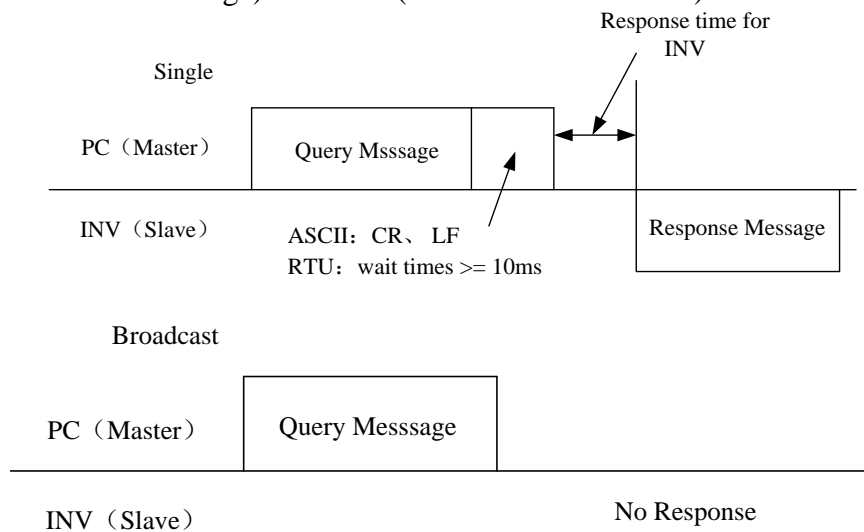 Response time for
INV
Single
PC（Master）
Query Msssage
INV（Slave）
ASCII：CR、 LF
RTU：wait times >= 10ms
Response Message
Broadcast
PC（Master）
Query Messsage
INV（Slave）
No Response